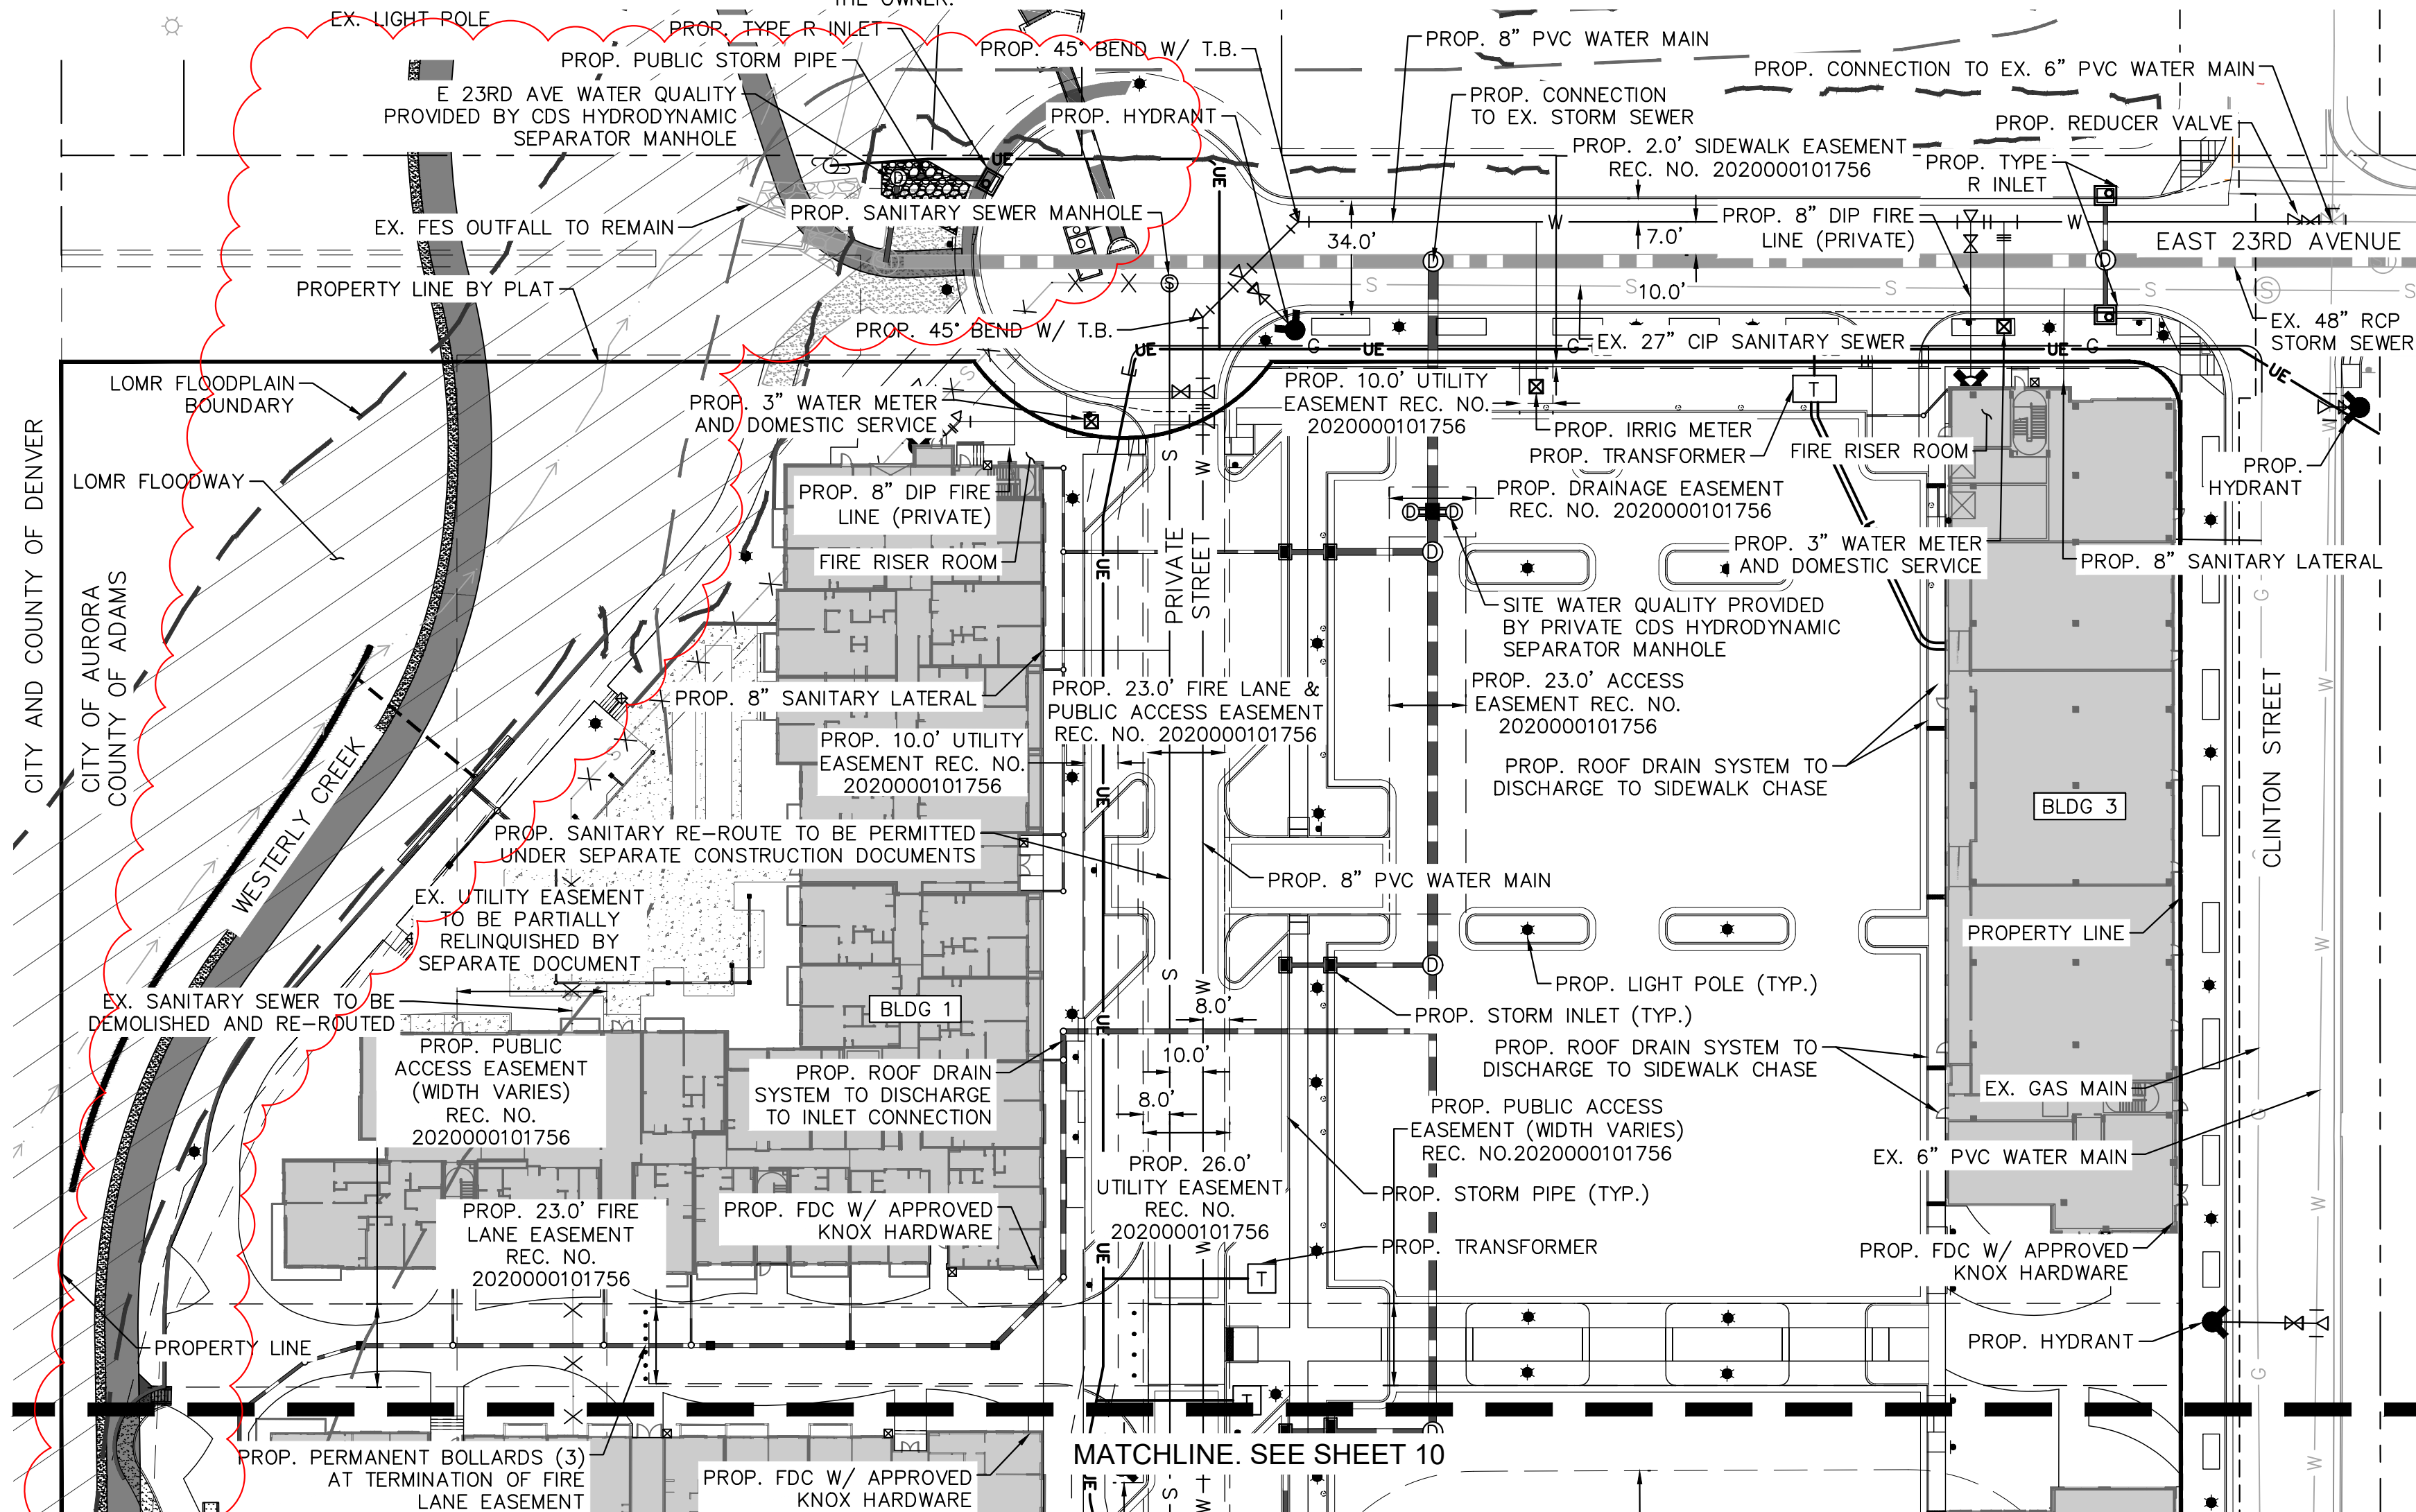 THE OWNER.
EX. LIGHT POLE
PROP. TYPE R INLET
PROP. PUBLIC STORM PIPE
E 23RD AVE WATER QUALITY
PROVIDED BY CDS HYDRODYNAMIC
SEPARATOR MANHOLE
PROP. 45° BEND W/ T.B.
PROP. HYDRANT
PROP. 8" PVC WATER MAIN
PROP. CONNECTION
TO EX. STORM SEWER
PROP. CONNECTION TO EX. 6" PVC WATER MAIN
PROP. REDUCER VALVE
PROP. 2.0' SIDEWALK EASEMENT
REC. NO. 2020000101756
PROP. TYPE
R INLET
EX. FES OUTFALL TO REMAIN
PROP. SANITARY SEWER MANHOLE
34.0'
7.0'
10.0'
PROP. 8" DIP FIRE
LINE (PRIVATE)
EAST 23RD AVENUE
PROPERTY LINE BY PLAT
PROP. 45° BEND W/ T.B.
EX. 27" CIP SANITARY SEWER
EX. 48" RCP
STORM SEWER
LOMR FLOODPLAIN
BOUNDARY
PROP. 3" WATER METER
AND DOMESTIC SERVICE
PROP. 10.0' UTILITY
EASEMENT REC. NO.
2020000101756
PROP. IRRIG METER
PROP. TRANSFORMER
FIRE RISER ROOM
PROP.
HYDRANT
LOMR FLOODWAY
PROP. 8" DIP FIRE
LINE (PRIVATE)
FIRE RISER ROOM
PROP. DRAINAGE EASEMENT
REC. NO. 2020000101756
PROP. 3" WATER METER
AND DOMESTIC SERVICE
PROP. 8" SANITARY LATERAL
PRIVATE
STREET
SITE WATER QUALITY PROVIDED
BY PRIVATE CDS HYDRODYNAMIC
SEPARATOR MANHOLE
CITY AND COUNTY OF DENVER
CITY OF AURORA
COUNTY OF ADAMS
PROP. 8" SANITARY LATERAL
PROP. 23.0' FIRE LANE &
PUBLIC ACCESS EASEMENT
REC. NO. 2020000101756
PROP. 23.0' ACCESS
EASEMENT REC. NO.
2020000101756
PROP. 10.0' UTILITY
EASEMENT REC. NO.
2020000101756
PROP. ROOF DRAIN SYSTEM TO
DISCHARGE TO SIDEWALK CHASE
BLDG 3
CLINTON STREET
WESTERLY CREEK
PROP. SANITARY RE-ROUTE TO BE PERMITTED
UNDER SEPARATE CONSTRUCTION DOCUMENTS
PROP. 8" PVC WATER MAIN
EX. UTILITY EASEMENT
TO BE PARTIALLY
RELINQUISHED BY
SEPARATE DOCUMENT
PROPERTY LINE
PROP. LIGHT POLE (TYP.)
EX. SANITARY SEWER TO BE
DEMOLISHED AND RE-ROUTED
BLDG 1
8.0'
PROP. STORM INLET (TYP.)
PROP. PUBLIC
ACCESS EASEMENT
(WIDTH VARIES)
REC. NO.
2020000101756
PROP. ROOF DRAIN
SYSTEM TO DISCHARGE
TO INLET CONNECTION
10.0'
8.0'
PROP. ROOF DRAIN SYSTEM TO
DISCHARGE TO SIDEWALK CHASE
EX. GAS MAIN
PROP. PUBLIC ACCESS
EASEMENT (WIDTH VARIES)
REC. NO.2020000101756
EX. 6" PVC WATER MAIN
PROP. 26.0'
UTILITY EASEMENT
REC. NO.
2020000101756
PROP. STORM PIPE (TYP.)
PROP. 23.0' FIRE
LANE EASEMENT
REC. NO.
2020000101756
PROP. FDC W/ APPROVED
KNOX HARDWARE
PROP. TRANSFORMER
PROP. FDC W/ APPROVED
KNOX HARDWARE
PROPERTY LINE
PROP. HYDRANT
PROP. PERMANENT BOLLARDS (3)
AT TERMINATION OF FIRE
LANE EASEMENT
PROP. FDC W/ APPROVED
KNOX HARDWARE
MATCHLINE. SEE SHEET 10